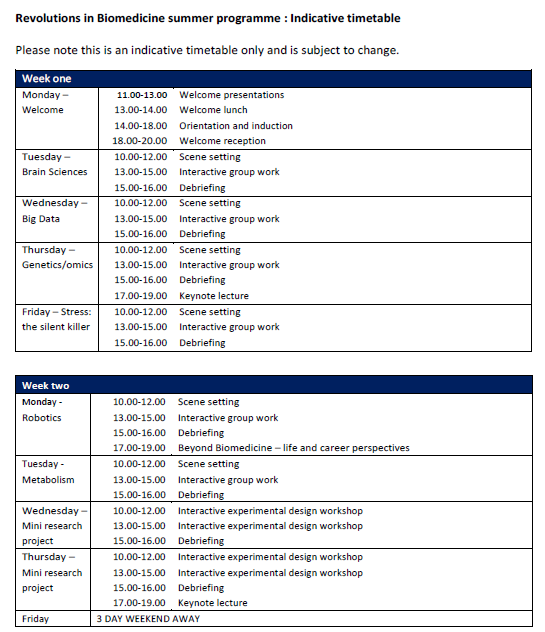 Revolutions in Biomedicine summer programme : Indicative timetable
Please note this is an indicative timetable only and is subject to change.
Week one
Monday – 11.00-13.00 Welcome presentations
Welcome 13.00-14.00 Welcome lunch
14.00-18.00 Orientation and induction
18.00-20.00 Welcome reception
Tuesday – 10.00-12.00 Scene setting
Brain Sciences 13.00-15.00 Interactive group work
15.00-16.00 Debriefing
Wednesday – 10.00-12.00 Scene setting
Big Data 13.00-15.00 Interactive group work
15.00-16.00 Debriefing
Thursday – 10.00-12.00 Scene setting
Genetics/omics 13.00-15.00 Interactive group work
15.00-16.00 Debriefing
17.00-19.00 Keynote lecture
Friday – Stress: 10.00-12.00 Scene setting
the silent killer 13.00-15.00 Interactive group work
15.00-16.00 Debriefing
Week two
Monday - 10.00-12.00 Scene setting
Robotics 13.00-15.00 Interactive group work
15.00-16.00 Debriefing
17.00-19.00 Beyond Biomedicine – life and career perspectives
Tuesday - 10.00-12.00 Scene setting
Metabolism 13.00-15.00 Interactive group work
15.00-16.00 Debriefing
Wednesday – 10.00-12.00 Interactive experimental design workshop
Mini research 13.00-15.00 Interactive experimental design workshop
project 15.00-16.00 Debriefing
Thursday – 10.00-12.00 Interactive experimental design workshop
Mini research 13.00-15.00 Interactive experimental design workshop
project 15.00-16.00 Debriefing
17.00-19.00 Keynote lecture
Friday 3 DAY WEEKEND AWAY